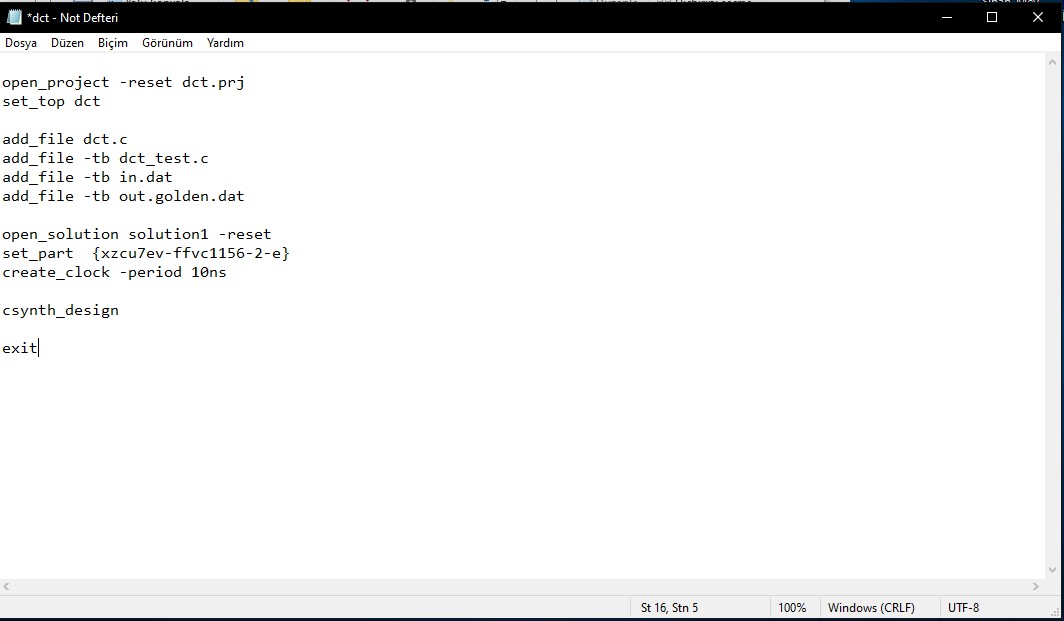 *dct - Not Defteri
Dosya Düzen Biçim Görünüm Yardım
open_project -reset dct.prj
set_top dct
add_file dct.c
add_file -tb dct_test.c
add_file -tb in.dat
add_file -tb out.golden.dat
open_solution solution1 -reset
set_part  {xzcu7ev-ffvc1156-2-e}
create_clock -period 10ns
csynth_design
exit
St 16, Stn 5
100%
Windows (CRLF)
UTF-8